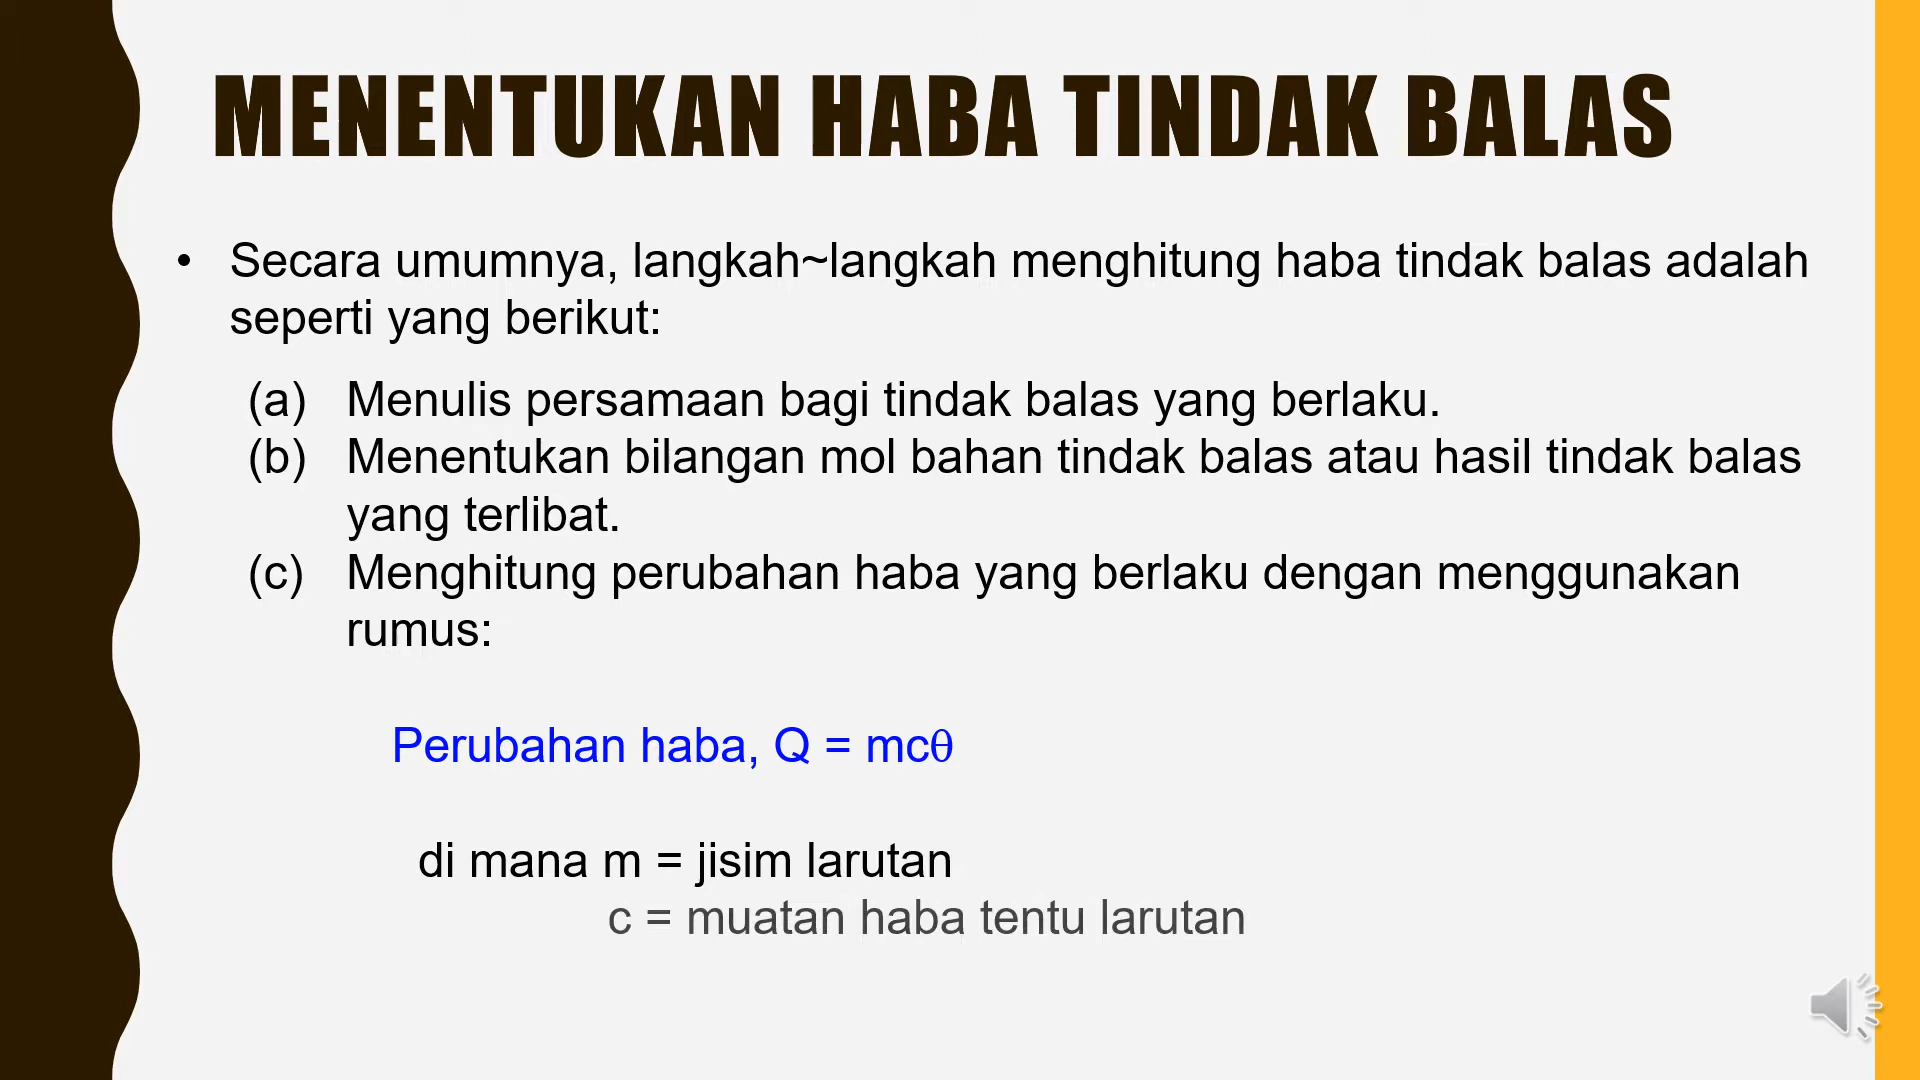 MENENTUKAN HABA TINDAK BALAS
• Secara umumnya, langkah~langkah menghitung haba tindak balas adalah
seperti yang berikut:
(a) Menulis persamaan bagi tindak balas yang berlaku.
(b) Menentukan bilangan mol bahan tindak balas atau hasil tindak balas
yang terlibat.
(c) Menghitung perubahan haba yang berlaku dengan menggunakan
rumus:
Perubahan haba, Q = mcθ
di mana m = jisim larutan
c = muatan haba tentu larutan